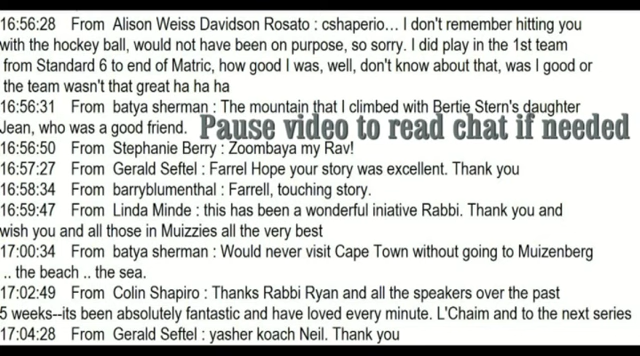 16:56:28 From Alison Weiss Davidson Rosato : cshaperio... I don't remember hitting you
with the hockey ball, would not have been on purpose, so sorry. I did play in the 1st team
from Standard 6 to end of Matric, how good I was, well, don't know about that, was I good or
the team wasn't that great ha ha ha
16:56:31 From batya sherman : The mountain that I climbed with Bertie Stern's daughter
Jean, who was a good friend.
Pause video to read chat if needed
16:56:50 From Stephanie Berry : Zoombaya my Rav!
16:57:27 From Gerald Seftel : Farrel Hope your story was excellent. Thank you
16:58:34 From barryblumenthal : Farrell, touching story.
16:59:47 From Linda Minde : this has been a wonderful iniative Rabbi. Thank you and
wish you and all those in Muizzies all the very best
17:00:34 From batya sherman : Would never visit Cape Town without going to Muizenberg
.. the beach .. the sea.
17:02:49 From Colin Shapiro : Thanks Rabbi Ryan and all the speakers over the past
5 weeks--its been absolutely fantastic and have loved every minute. L'Chaim and to the next series
17:04:28 From Gerald Seftel : yasher koach Neil. Thank you